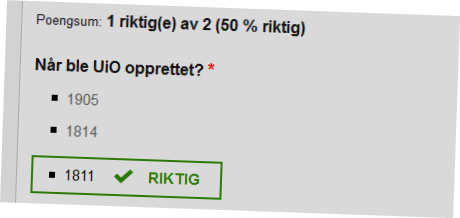 Poengsum: 1 riktig(e) av 2 (50 % riktig)
Når ble UiO opprettet? *
1905
1814
1811 RIKTIG